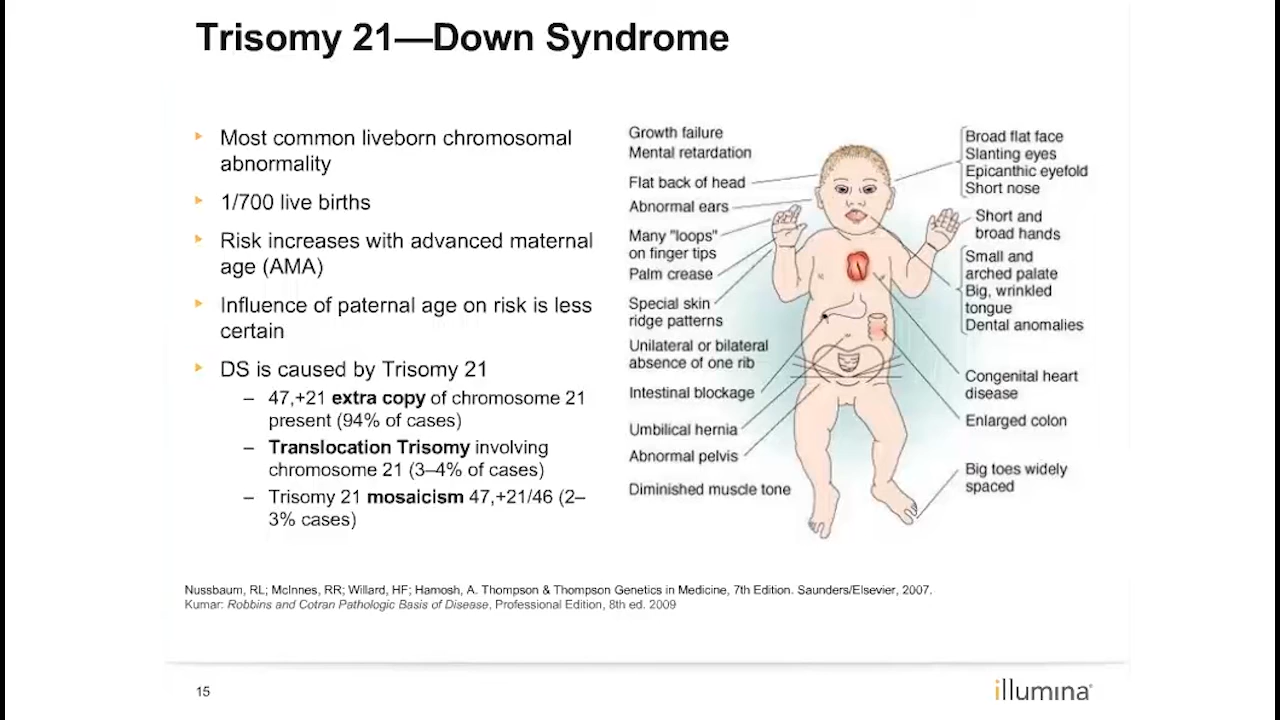 Trisomy 21—Down Syndrome
Most common liveborn chromosomal
abnormality
1/700 live births
Risk increases with advanced maternal
age (AMA)
Influence of paternal age on risk is less
certain
DS is caused by Trisomy 21
– 47,+21 extra copy of chromosome 21
present (94% of cases)
– Translocation Trisomy involving
chromosome 21 (3–4% of cases)
– Trisomy 21 mosaicism 47,+21/46 (2–
3% cases)
Growth failure
Mental retardation
Flat back of head
Abnormal ears
Many "loops"
on finger tips
Palm crease
Special skin
ridge patterns
Unilateral or bilateral
absence of one rib
Intestinal blockage
Umbilical hernia
Abnormal pelvis
Diminished muscle tone
Broad flat face
Slanting eyes
Epicanthic eyefold
Short nose
Short and
broad hands
Small and
arched palate
Big, wrinkled
tongue
Dental anomalies
Congenital heart
disease
Enlarged colon
Big toes widely
spaced
Nussbaum, RL; McInnes, RR; Willard, HF; Hamosh, A. Thompson & Thompson Genetics in Medicine, 7th Edition. Saunders/Elsevier, 2007.
Kumar: Robbins and Cotran Pathologic Basis of Disease, Professional Edition, 8th ed. 2009
15
illumina®